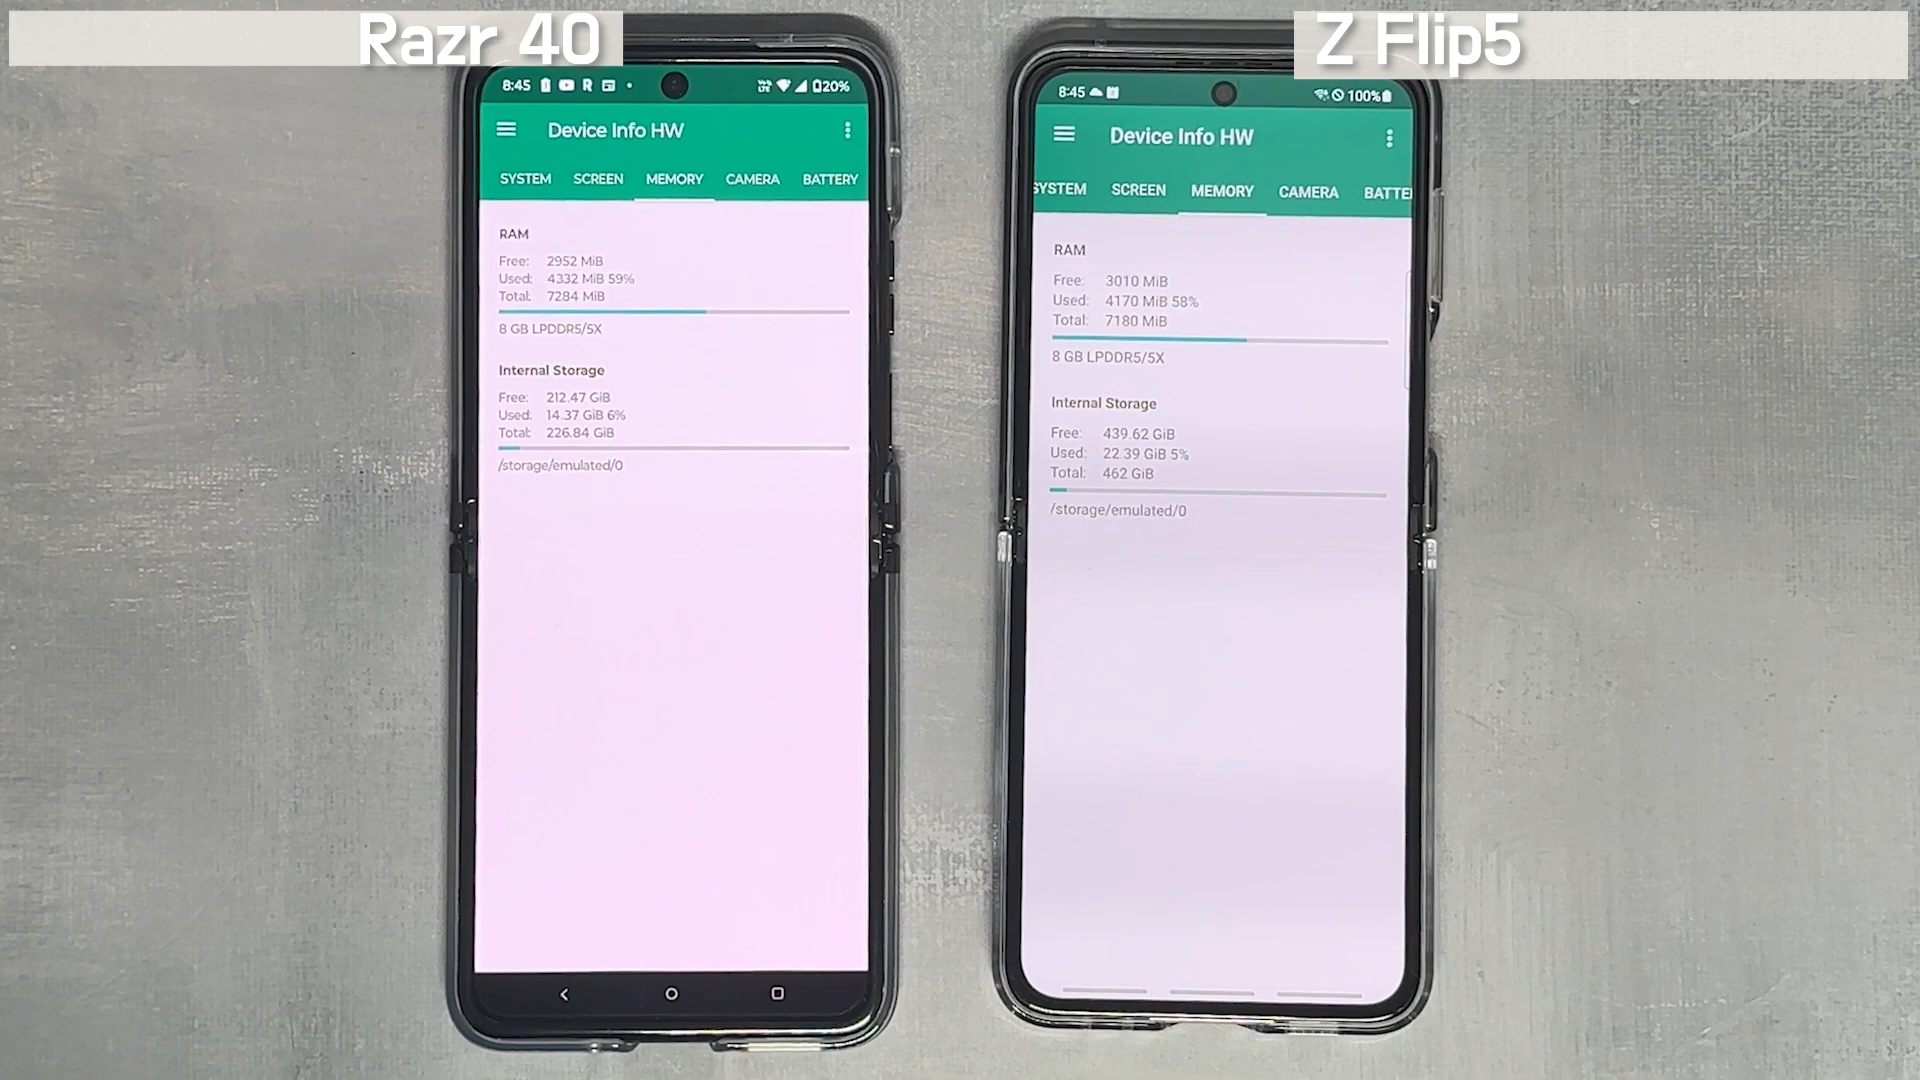 Razr 40
8:45 20%
Device Info HW
SYSTEM SCREEN MEMORY CAMERA BATTERY
RAM
Free: 2952 MiB
Used: 4332 MiB 59%
Total: 7284 MiB
8 GB LPDDR5/5X
Internal Storage
Free: 212.47 GiB
Used: 14.37 GiB 6%
Total: 226.84 GiB
/storage/emulated/0
Z Flip5
8:45 100%
Device Info HW
SYSTEM SCREEN MEMORY CAMERA BATTE
RAM
Free: 3010 MiB
Used: 4170 MiB 58%
Total: 7180 MiB
8 GB LPDDR5/5X
Internal Storage
Free: 439.62 GiB
Used: 22.39 GiB 5%
Total: 462 GiB
/storage/emulated/0